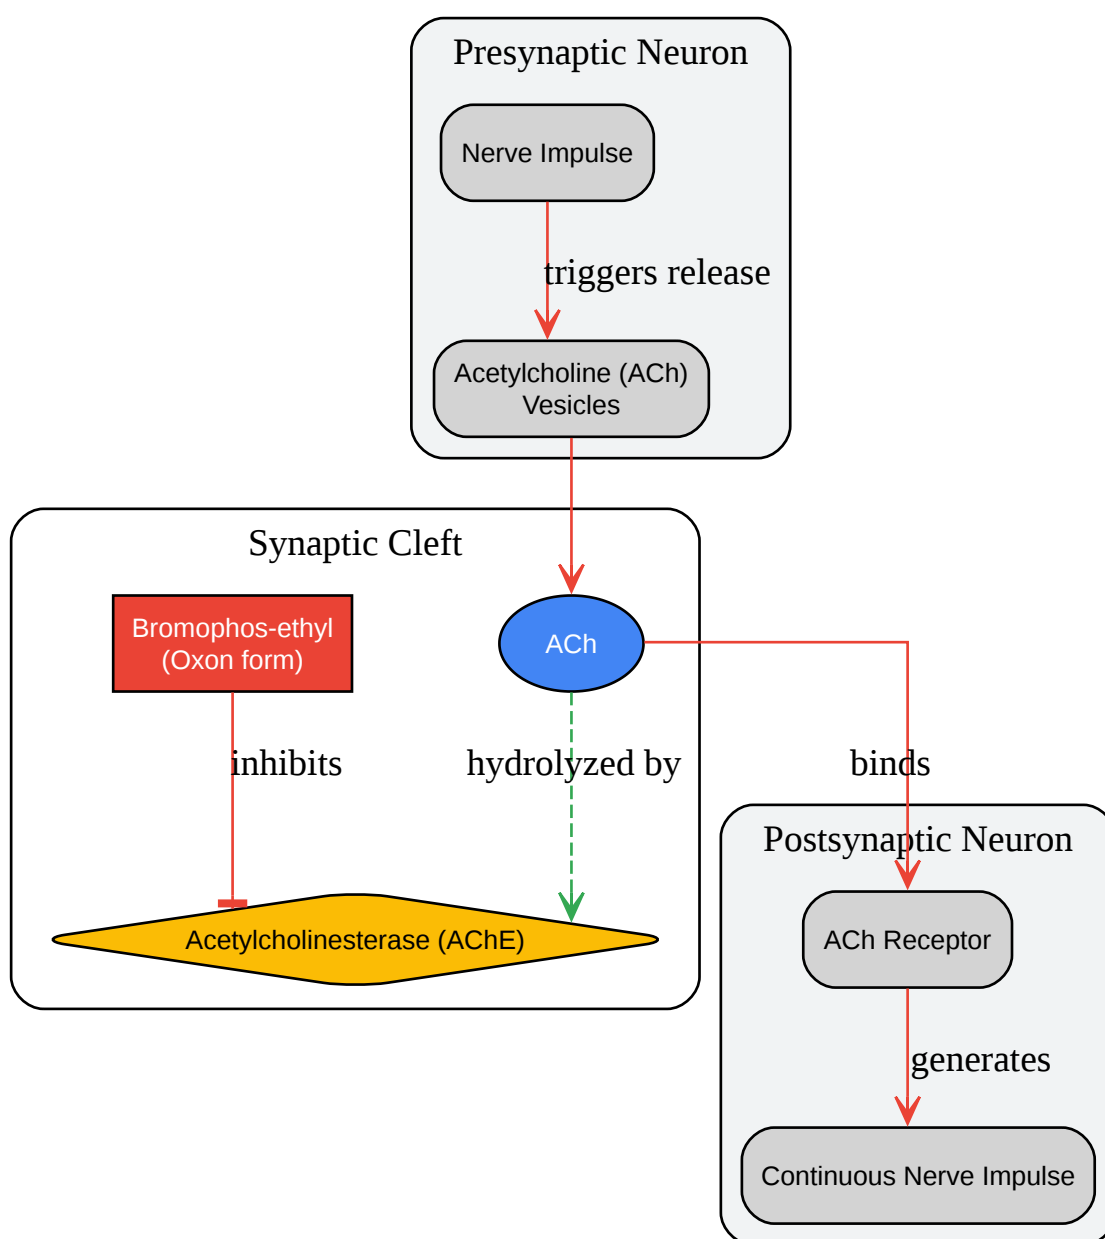 Presynaptic Neuron
Nerve Impulse
triggers release
Acetylcholine (ACh)
Vesicles
Synaptic Cleft
Bromophos-ethyl
(Oxon form)
ACh
inhibits
hydrolyzed by
binds
Acetylcholinesterase (AChE)
Postsynaptic Neuron
ACh Receptor
generates
Continuous Nerve Impulse